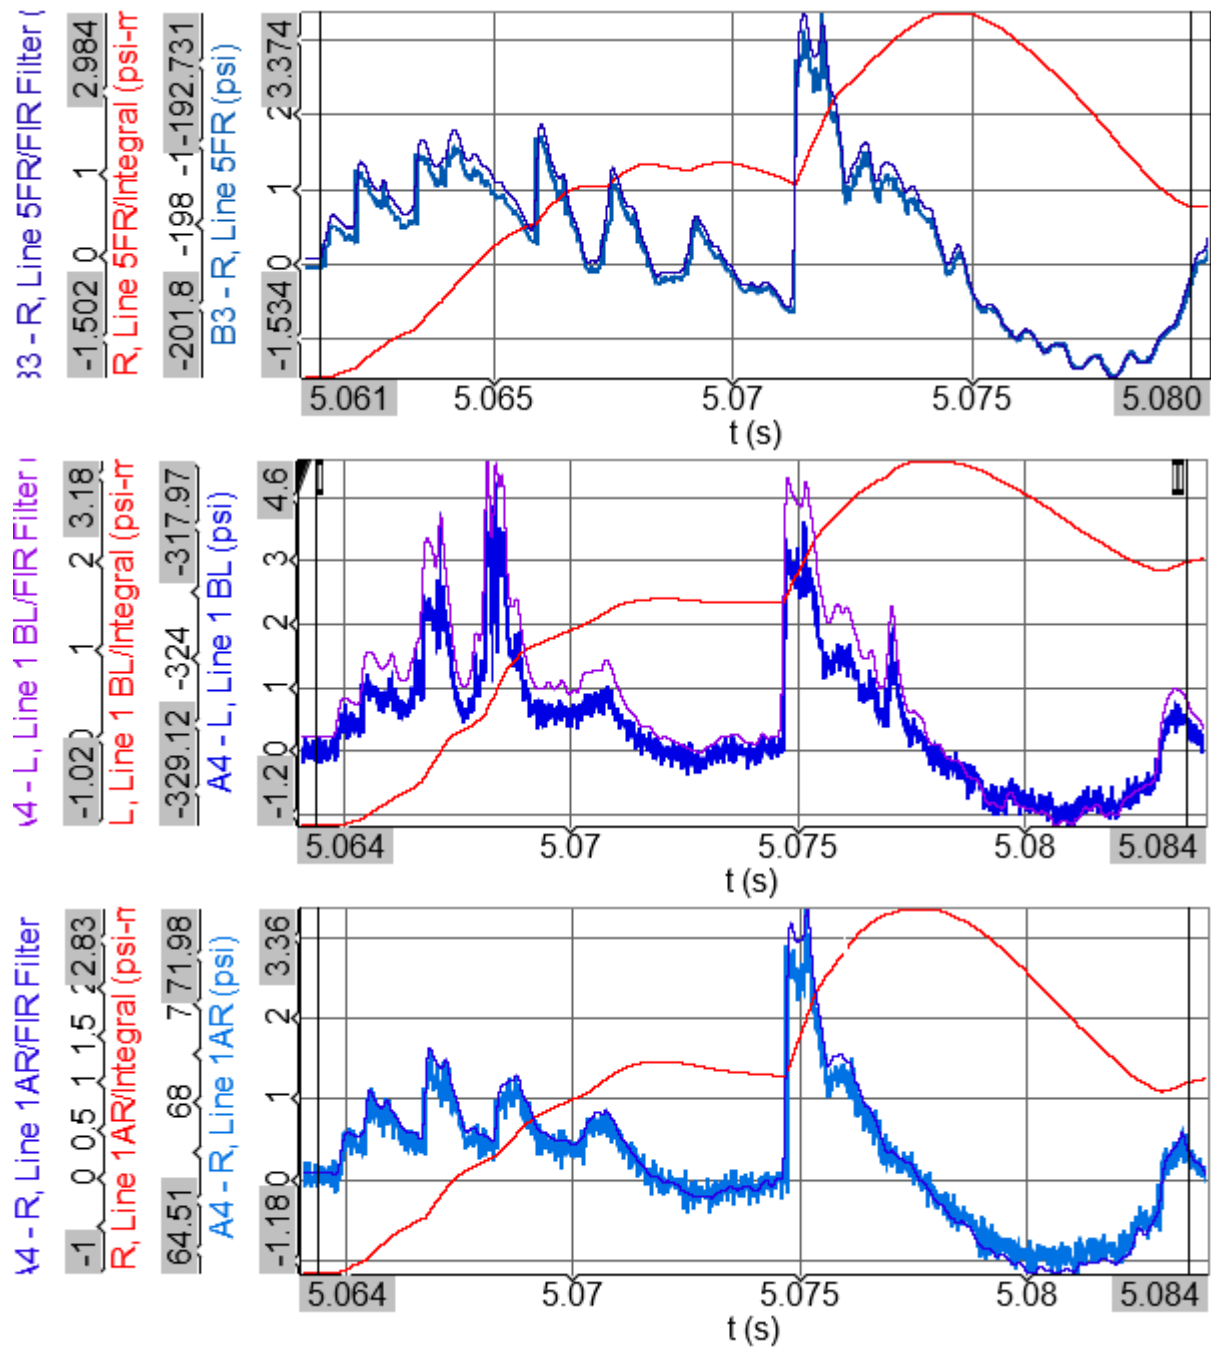 33 - R, Line 5FR/FIR Filter (
-1.502 0 1 2.984
R, Line 5FR/Integral (psi-m
-201.8 -198 -1 -192.731
B3 - R, Line 5FR (psi)
-1.534 0 1 2 3.374
5.061 5.065 5.07 5.075 5.080
t (s)
A4 - L, Line 1 BL/FIR Filter (
-1.02 0 1 2 3.18
L, Line 1 BL/Integral (psi-m
-329.12 -324 -317.97
A4 - L, Line 1 BL (psi)
-1.2 0 1 2 3 4.6
5.064 5.07 5.075 5.08 5.084
t (s)
A4 - R, Line 1AR/FIR Filter
-1 0 0.5 1 1.5 2 2.83
R, Line 1AR/Integral (psi-m
64.51 68 7 71.98
A4 - R, Line 1AR (psi)
-1.18 0 1 2 3.36
5.064 5.07 5.075 5.08 5.084
t (s)